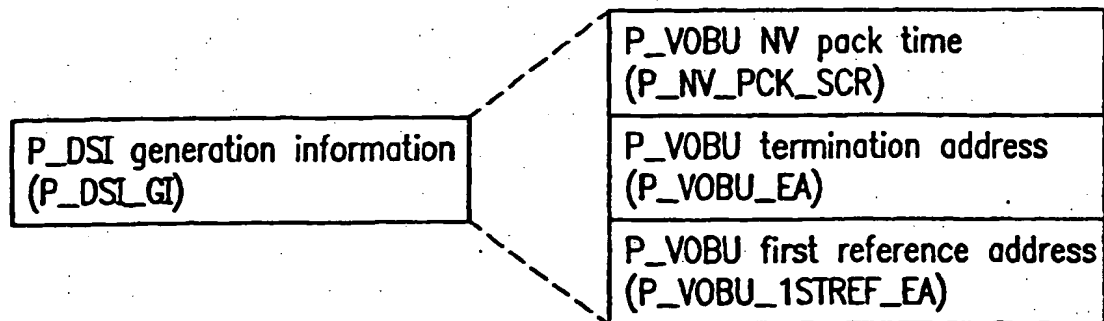 P_DSI generation information
(P_DSI_GI)
P_VOBU NV pack time
(P_NV_PCK_SCR)
P_VOBU termination address
(P_VOBU_EA)
P_VOBU first reference address
(P_VOBU_1STREF_EA)